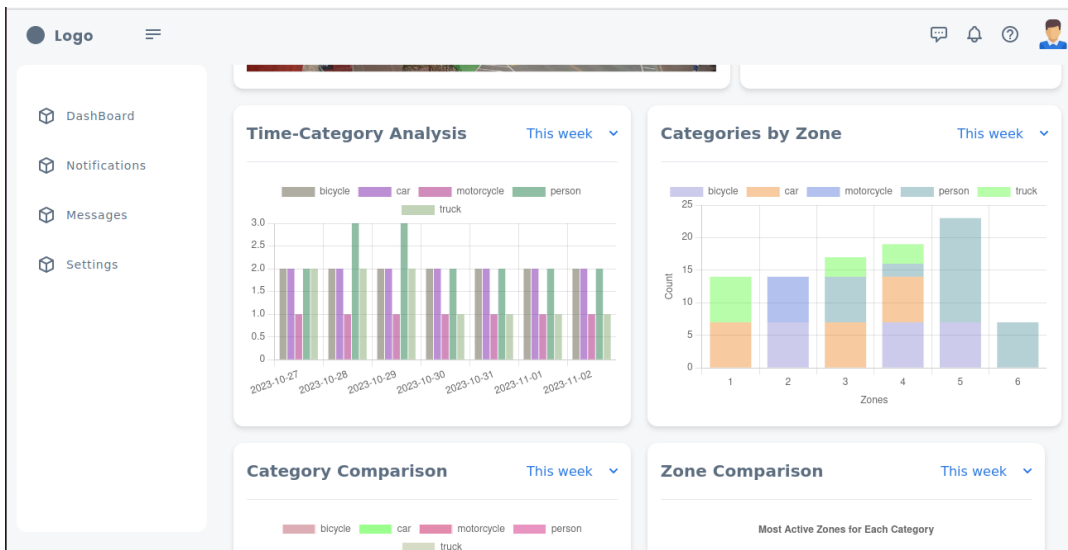 Logo
DashBoard
Notifications
Messages
Settings
Time-Category Analysis This week
bicycle car motorcycle person
truck
3.0
2.5
2.0
1.5
1.0
0.5
0
2023-10-27 2023-10-28 2023-10-29 2023-10-30 2023-10-31 2023-11-01 2023-11-02
Categories by Zone This week
bicycle car motorcycle person truck
25
20
15
10
5
0
Count
1 2 3 4 5 6
Zones
Category Comparison This week
bicycle car motorcycle person
truck
Zone Comparison This week
Most Active Zones for Each Category